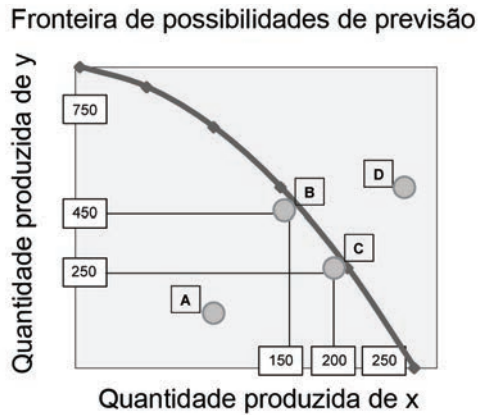 Fronteira de possibilidades de previsão
Quantidade produzida de y
750
450
250
A
B
C
D
150
200
250
Quantidade produzida de x